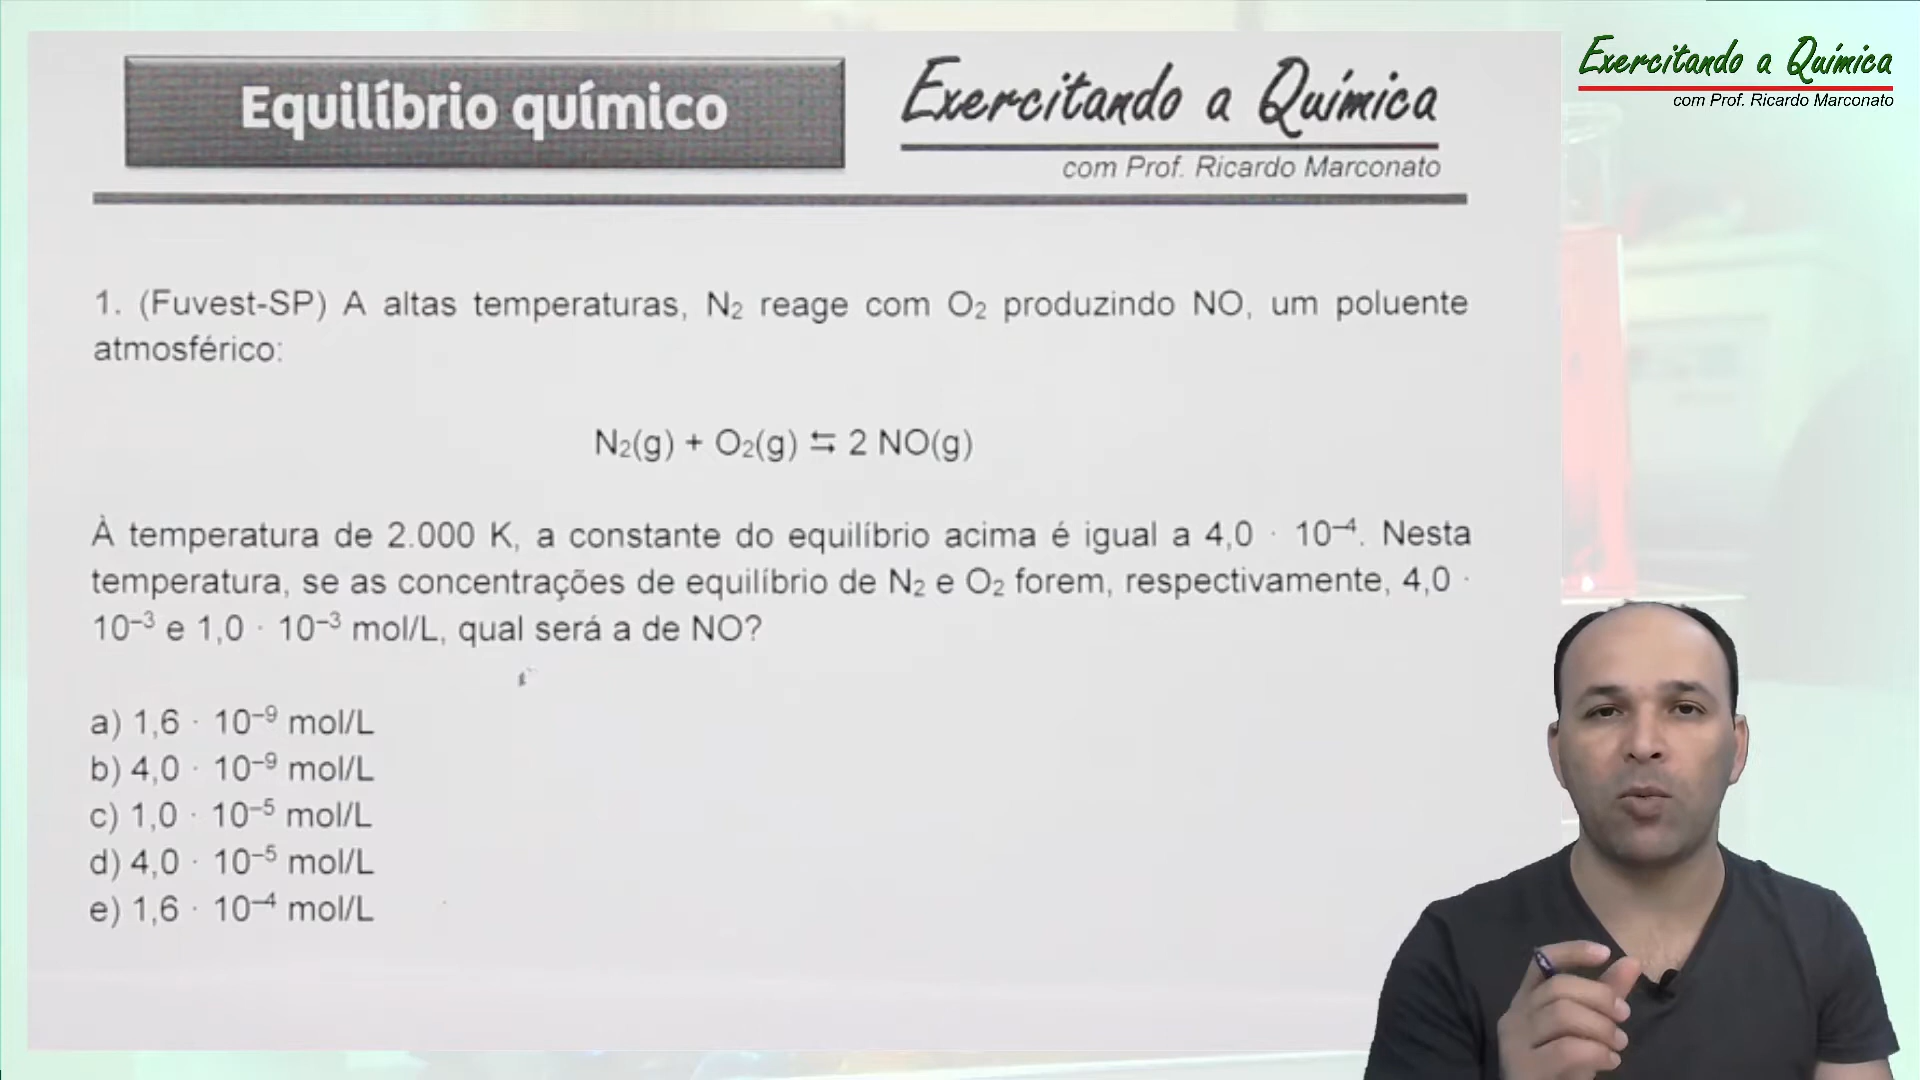 Equilíbrio químico
Exercitando a Química
com Prof. Ricardo Marconato
Exercitando a Química
com Prof. Ricardo Marconato
1. (Fuvest-SP) A altas temperaturas, N₂ reage com O₂ produzindo NO, um poluente
atmosférico:
N₂(g) + O₂(g) ⇆ 2 NO(g)
À temperatura de 2.000 K, a constante do equilíbrio acima é igual a 4,0 · 10⁻⁴. Nesta
temperatura, se as concentrações de equilíbrio de N₂ e O₂ forem, respectivamente, 4,0 ·
10⁻³ e 1,0 · 10⁻³ mol/L, qual será a de NO?
a) 1,6 · 10⁻⁹ mol/L
b) 4,0 · 10⁻⁹ mol/L
c) 1,0 · 10⁻⁵ mol/L
d) 4,0 · 10⁻⁵ mol/L
e) 1,6 · 10⁻⁴ mol/L